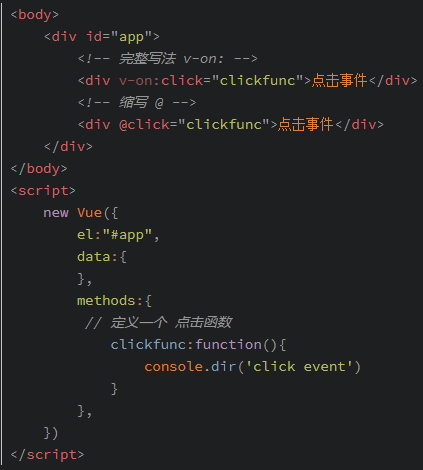 <body>
    <div id="app">
        <!-- 完整写法 v-on: -->
        <div v-on:click="clickfunc">点击事件</div>
        <!-- 缩写 @ -->
        <div @click="clickfunc">点击事件</div>
    </div>
</body>
<script>
    new Vue({
        el:"#app",
        data:{
        },
        methods:{
         // 定义一个 点击函数
            clickfunc:function(){
                console.dir('click event')
            }
        },
    })
</script>